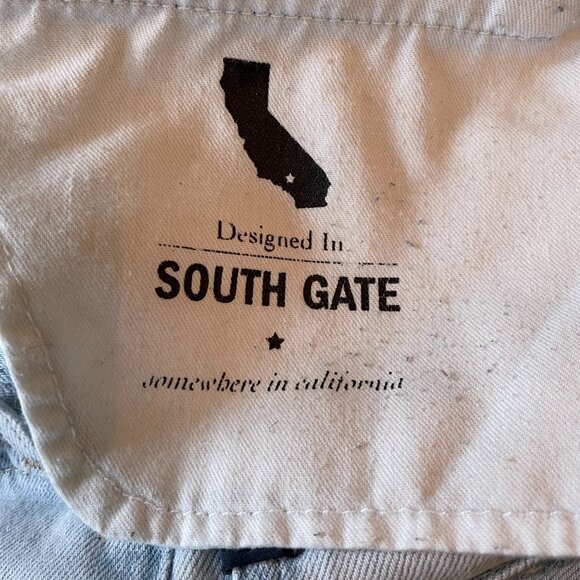 Designed In
SOUTH GATE
somewhere in california